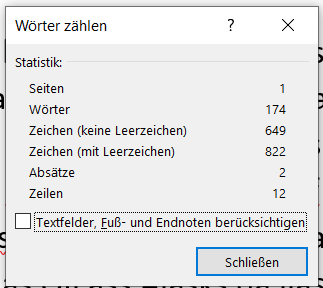 Wörter zählen ?
Statistik:
Seiten 1
Wörter 174
Zeichen (keine Leerzeichen) 649
Zeichen (mit Leerzeichen) 822
Absätze 2
Zeilen 12
Textfelder, Fuß- und Endnoten berücksichtigen
Schließen